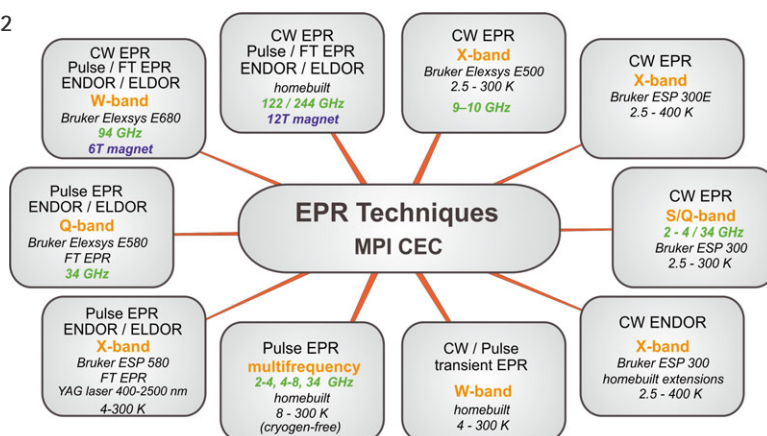 2
CW EPR
Pulse / FT EPR
ENDOR / ELDOR
W-band
Bruker Elexsys E680
94 GHz
6T magnet
CW EPR
Pulse / FT EPR
ENDOR / ELDOR
homebuilt
122 / 244 GHz
12T magnet
CW EPR
X-band
Bruker Elexsys E500
2.5 - 300 K
9–10 GHz
CW EPR
X-band
Bruker ESP 300E
2.5 - 400 K
Pulse EPR
ENDOR / ELDOR
Q-band
Bruker Elexsys E580
FT EPR
34 GHz
EPR Techniques
MPI CEC
CW EPR
S/Q-band
2 - 4 / 34 GHz
Bruker ESP 300
2.5 - 300 K
Pulse EPR
ENDOR / ELDOR
X-band
Bruker ESP 580
FT EPR
YAG laser 400-2500 nm
4-300 K
Pulse EPR
multifrequency
2-4, 4-8, 34 GHz
homebuilt
8 - 300 K
(cryogen-free)
CW / Pulse
transient EPR
W-band
homebuilt
4 - 300 K
CW ENDOR
X-band
Bruker ESP 300
homebuilt extensions
2.5 - 400 K